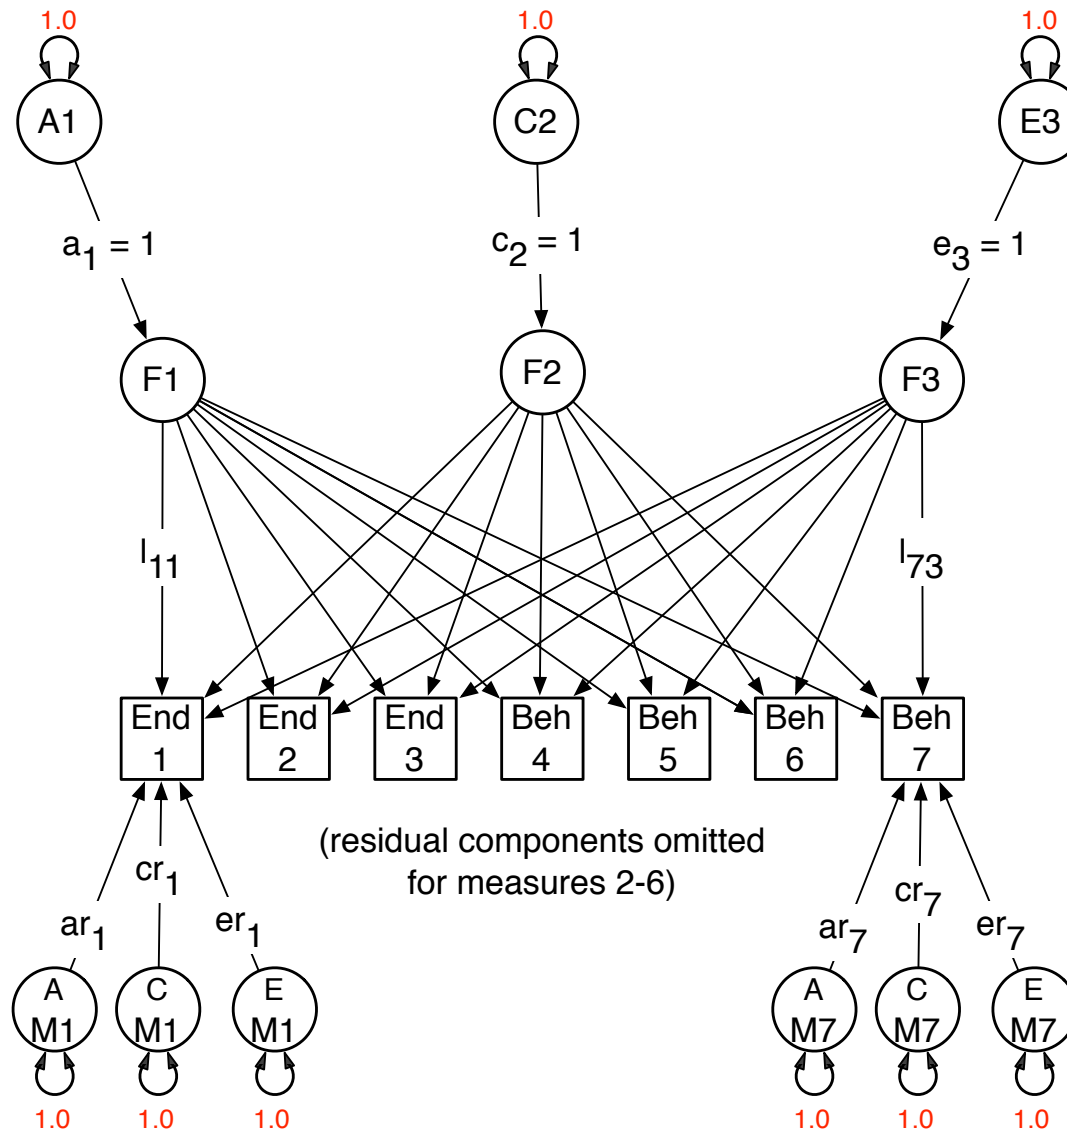 1.0 1.0 1.0
A1 C2 E3
a1 = 1 c2 = 1 e3 = 1
F1 F2 F3
l11 l73
End End End Beh Beh Beh Beh
1 2 3 4 5 6 7
(residual components omitted
for measures 2-6)
ar1 cr1 er1 ar7 cr7 er7
A C E A C E
M1 M1 M1 M7 M7 M7
1.0 1.0 1.0 1.0 1.0 1.0